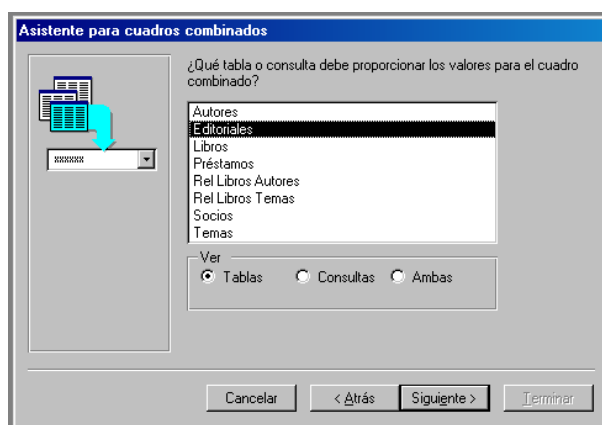 Asistente para cuadros combinados
¿Qué tabla o consulta debe proporcionar los valores para el cuadro
combinado?
xxxxxx
Autores
Editoriales
Libros
Préstamos
Rel Libros Autores
Rel Libros Temas
Socios
Temas
Ver
Tablas Consultas Ambas
Cancelar < Atrás Siguiente > Terminar